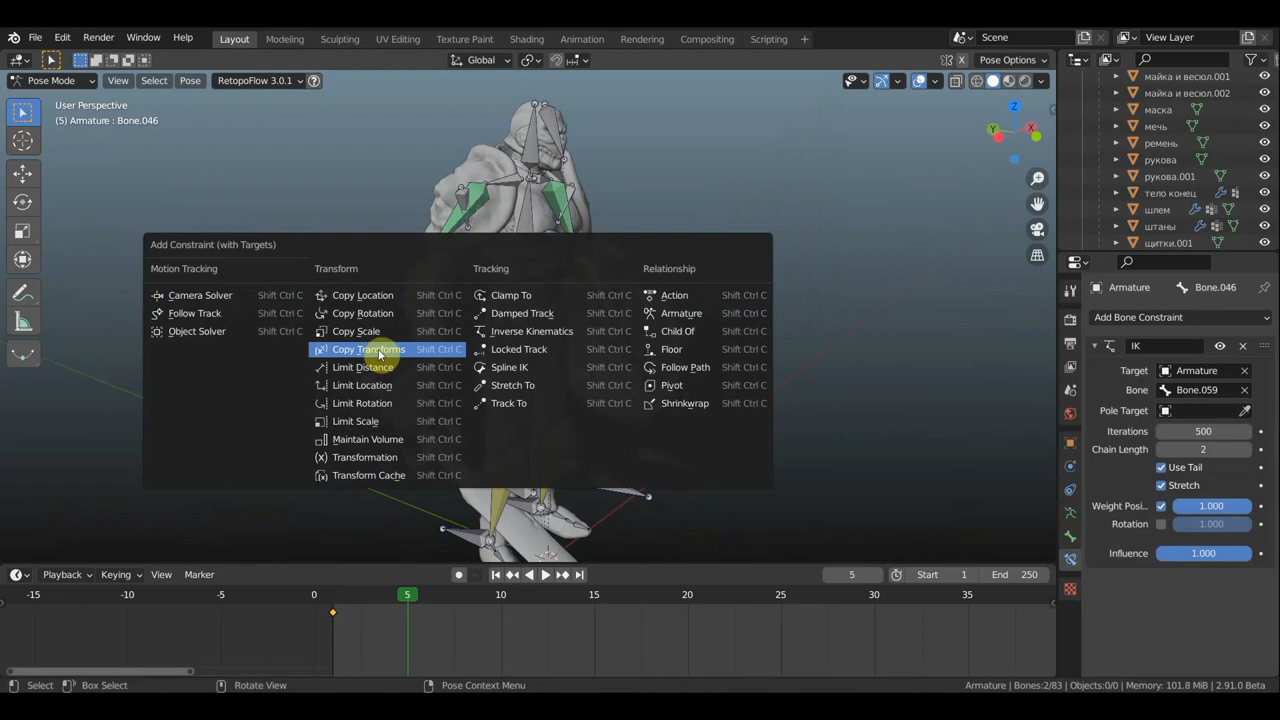 File Edit Render Window Help Layout Modeling Sculpting UV Editing Texture Paint Shading Animation Rendering Compositing Scripting + Scene View Layer
Global Pose Options
Pose Mode View Select Pose RetopoFlow 3.0.1
User Perspective
(5) Armature : Bone.046
майка и весюл.001
майка и весюл.002
маска
мечь
ремень
рукова
рукова.001
тело конец
шлем
штаны
щитки.001
Add Constraint (with Targets)
Motion Tracking Transform Tracking Relationship
Camera Solver Shift Ctrl C Copy Location Shift Ctrl C Clamp To Shift Ctrl C Action Shift Ctrl C
Follow Track Shift Ctrl C Copy Rotation Shift Ctrl C Damped Track Shift Ctrl C Armature Shift Ctrl C
Object Solver Shift Ctrl C Copy Scale Shift Ctrl C Inverse Kinematics Shift Ctrl C Child Of Shift Ctrl C
Copy Transforms Shift Ctrl C Locked Track Shift Ctrl C Floor Shift Ctrl C
Limit Distance Shift Ctrl C Spline IK Shift Ctrl C Follow Path Shift Ctrl C
Limit Location Shift Ctrl C Stretch To Shift Ctrl C Pivot Shift Ctrl C
Limit Rotation Shift Ctrl C Track To Shift Ctrl C Shrinkwrap Shift Ctrl C
Limit Scale Shift Ctrl C
Maintain Volume Shift Ctrl C
Transformation Shift Ctrl C
Transform Cache Shift Ctrl C
Armature Bone.046
Add Bone Constraint
IK
Target Armature
Bone Bone.059
Pole Target
Iterations 500
Chain Length 2
Use Tail
Stretch
Weight Posi... 1.000
Rotation 1.000
Influence 1.000
Playback Keying View Marker 5 Start 1 End 250
-15 -10 -5 0 5 10 15 20 25 30 35
Select Box Select Rotate View Pose Context Menu Armature | Bones:2/83 | Objects:0/0 | Memory: 101.8 MiB | 2.91.0 Beta
X
Y
Z